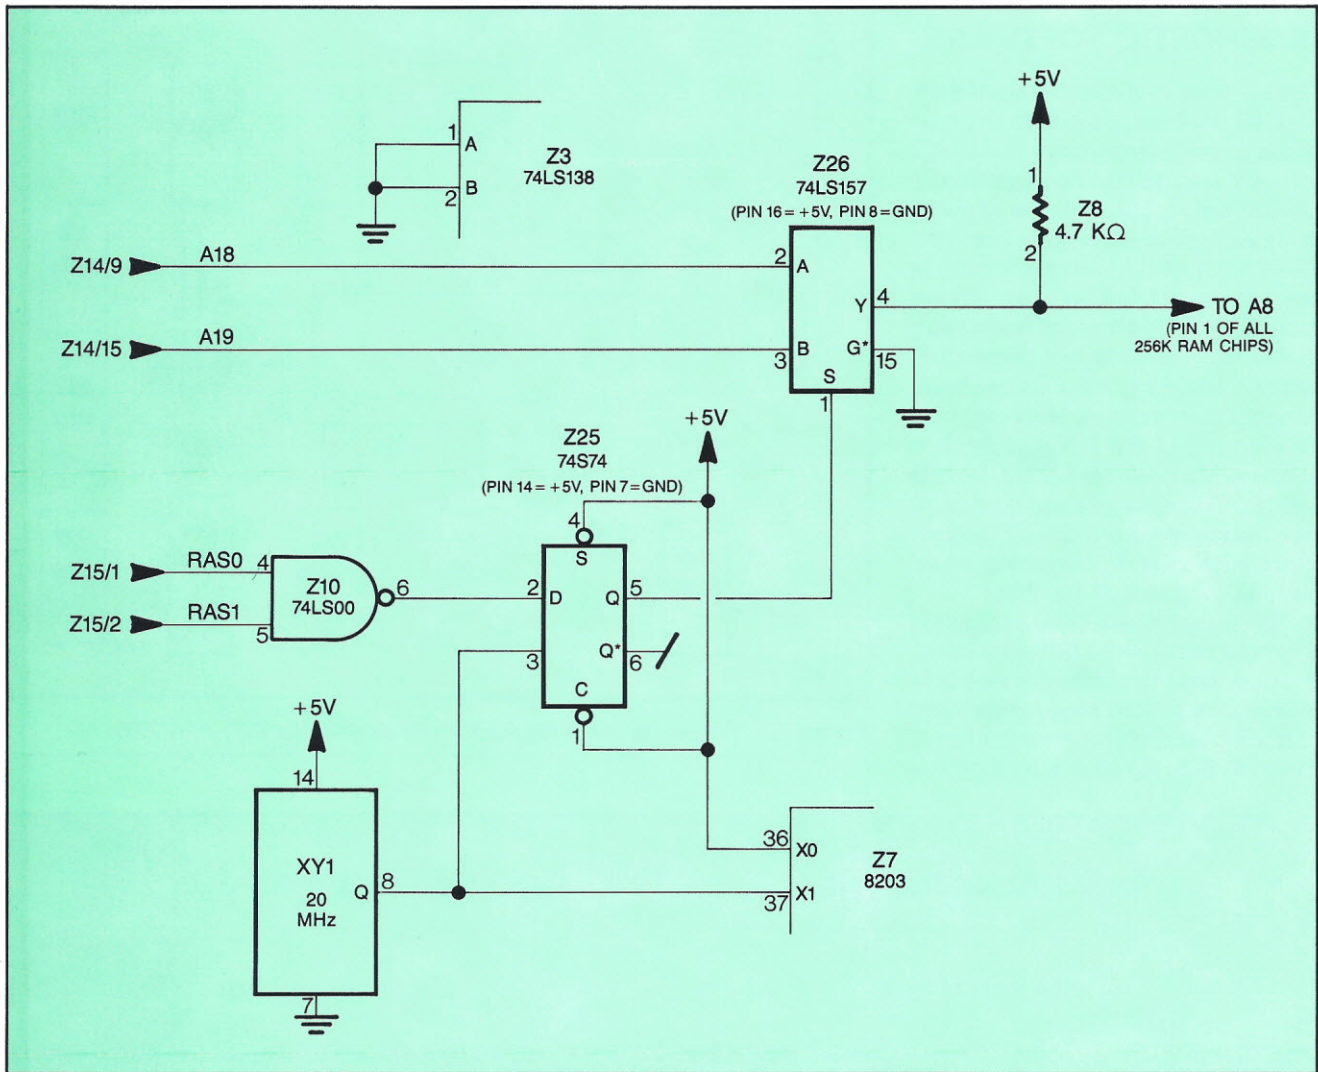 +5V
1
A
Z3
74LS138
B
2
Z26
74LS157
(PIN 16 = +5V, PIN 8 = GND)
1
Z8
4.7 KΩ
2
Z14/9
A18
2
A
Y
4
TO A8
(PIN 1 OF ALL
256K RAM CHIPS)
Z14/15
A19
3
B
G*
15
S
1
+5V
Z25
74S74
(PIN 14 = +5V, PIN 7 = GND)
4
S
Z15/1
RAS0
4
Z10
74LS00
6
2
D
Q
5
Z15/2
RAS1
5
3
Q*
6
C
1
+5V
14
XY1
20
MHz
Q
8
7
36
X0
Z7
8203
37
X1